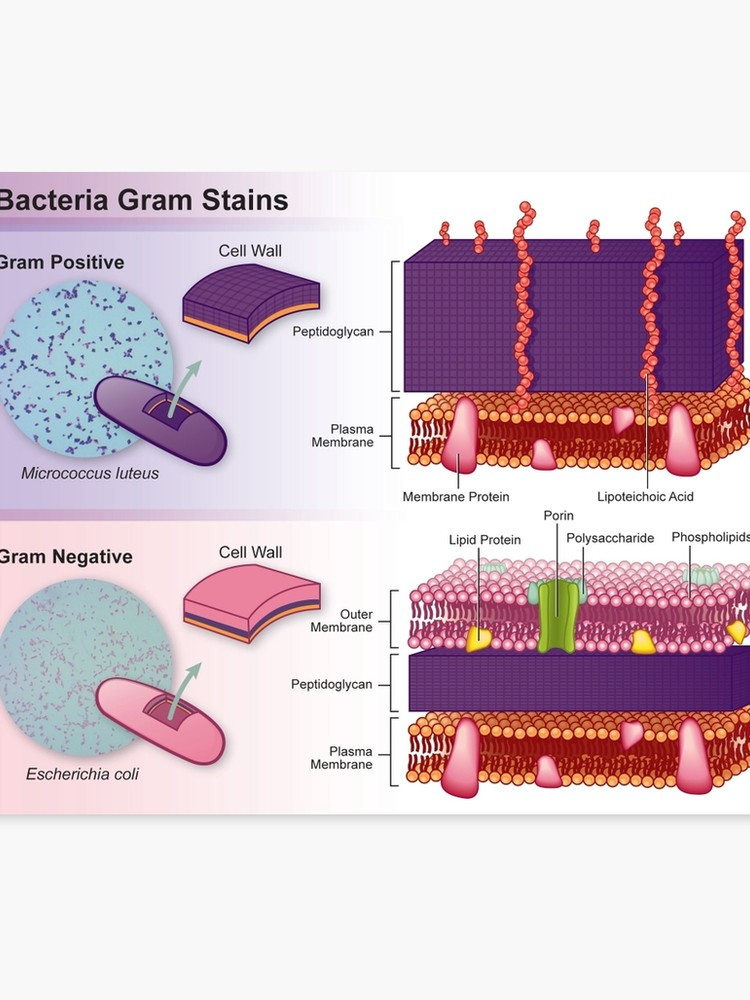 Bacteria Gram Stains
Gram Positive
Cell Wall
Peptidoglycan
Plasma
Membrane
Micrococcus luteus
Membrane Protein
Lipoteichoic Acid
Gram Negative
Cell Wall
Porin
Lipid Protein
Polysaccharide
Phospholipids
Outer
Membrane
Peptidoglycan
Plasma
Membrane
Escherichia coli